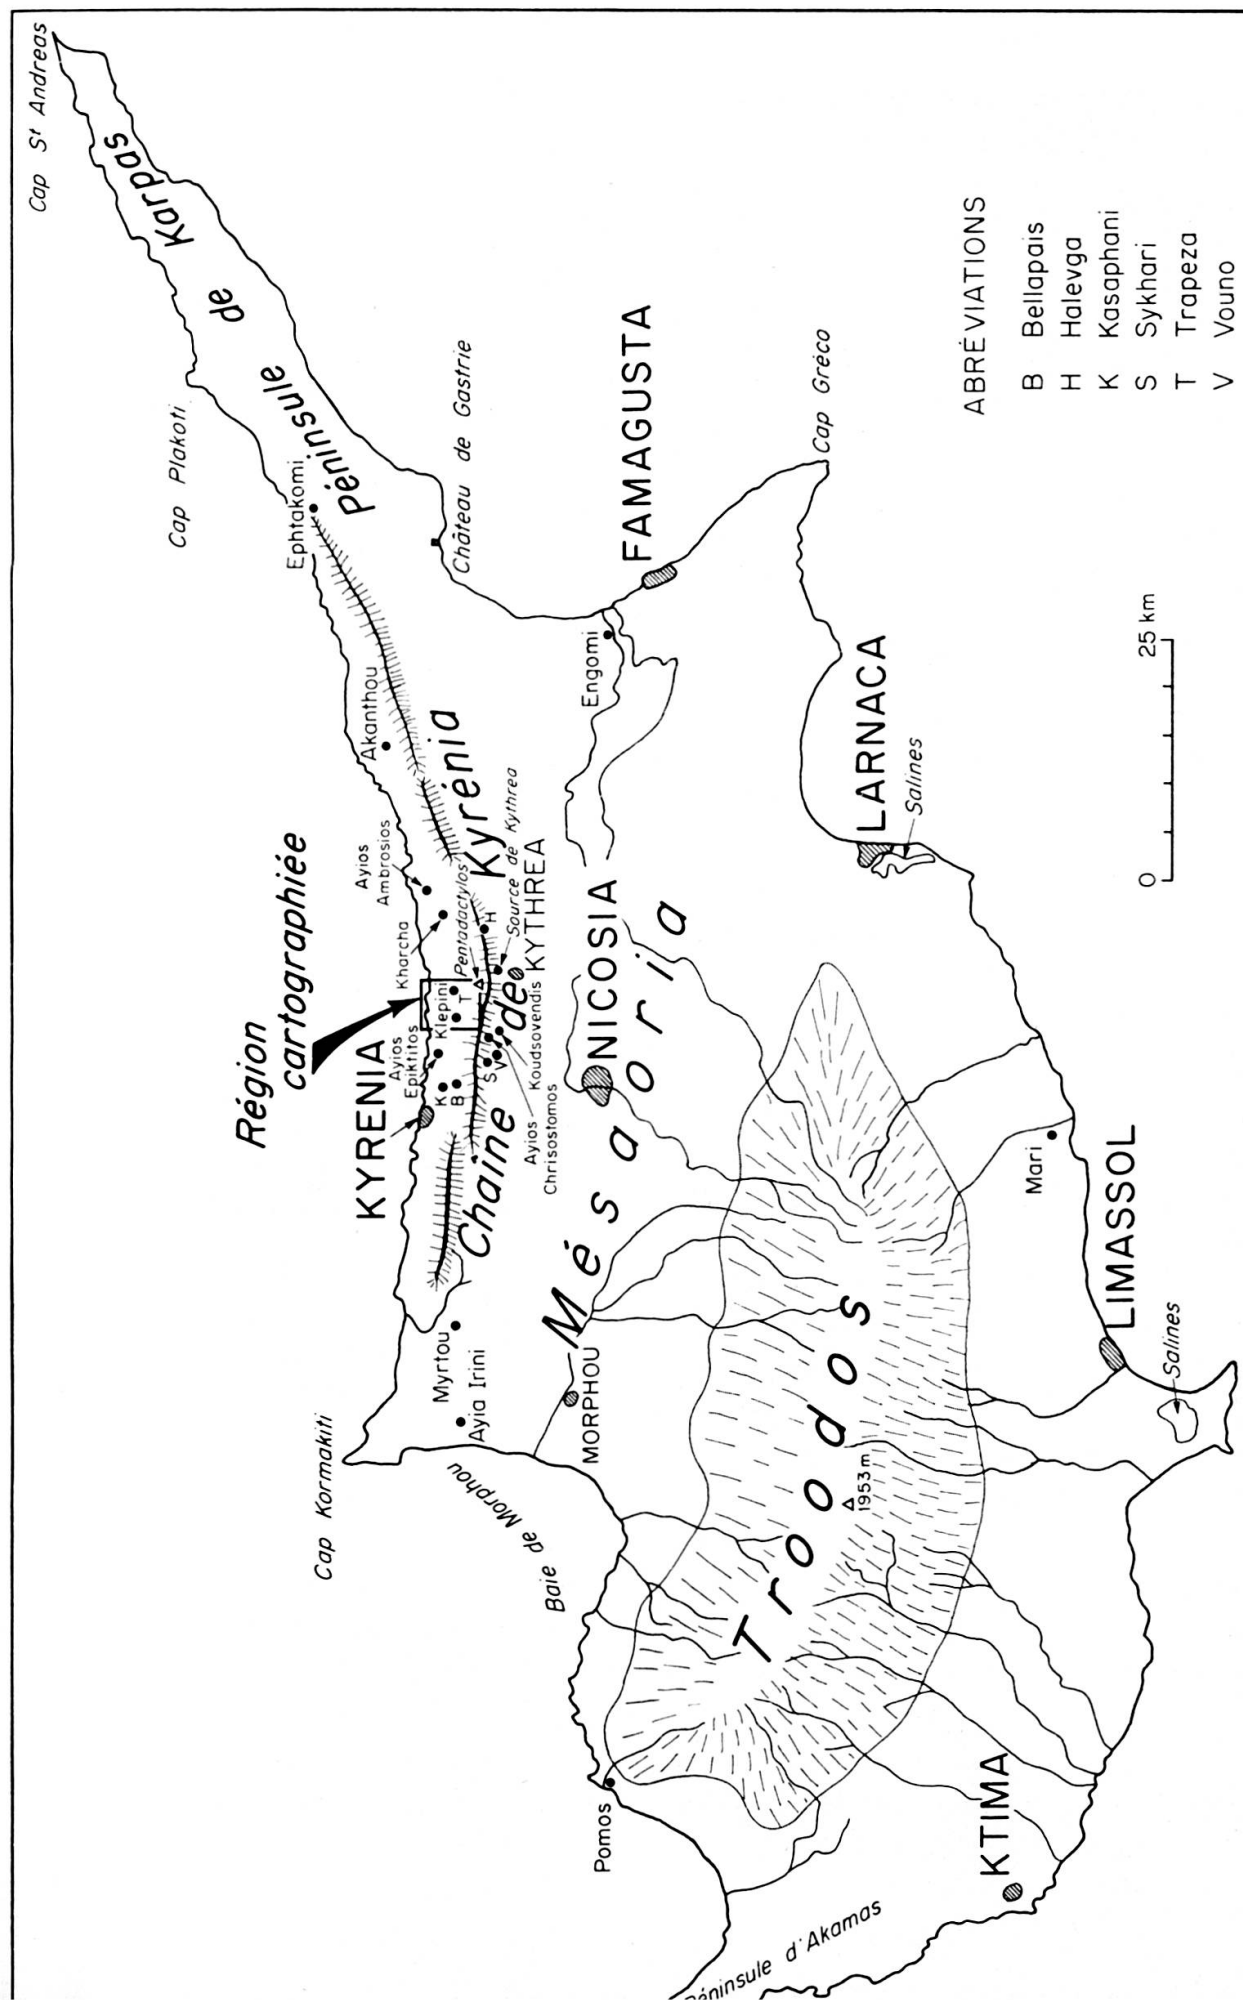 Cap St Andreas
Péninsule de Karpas
Cap Plakoti
Ephtakomi
Château de Gastrie
FAMAGUSTA
Cap Gréco
Engomi
Akanthou
Région
cartographiée
Ayios
Ambrosios
Kharcha
Klepini
Ayios
Epiktitos
KYRENIA
K
B
T
H
S
V
Pentadactylos
Source de Kythrea
KYTHREA
Koudsovendis
Ayios
Chrisostomos
Chaine de Kyrénia
NICOSIA
Mésaoria
LARNACA
Salines
Cap Kormakiti
Myrtou
Ayia Irini
MORPHOU
Baie de Morphou
Troodos
1953 m
Mari
LIMASSOL
Salines
Pomos
KTIMA
Péninsule d'Akamas
0 25 km
ABRÉVIATIONS
B Bellapais
H Halevga
K Kasaphani
S Sykhari
T Trapeza
V Vouno